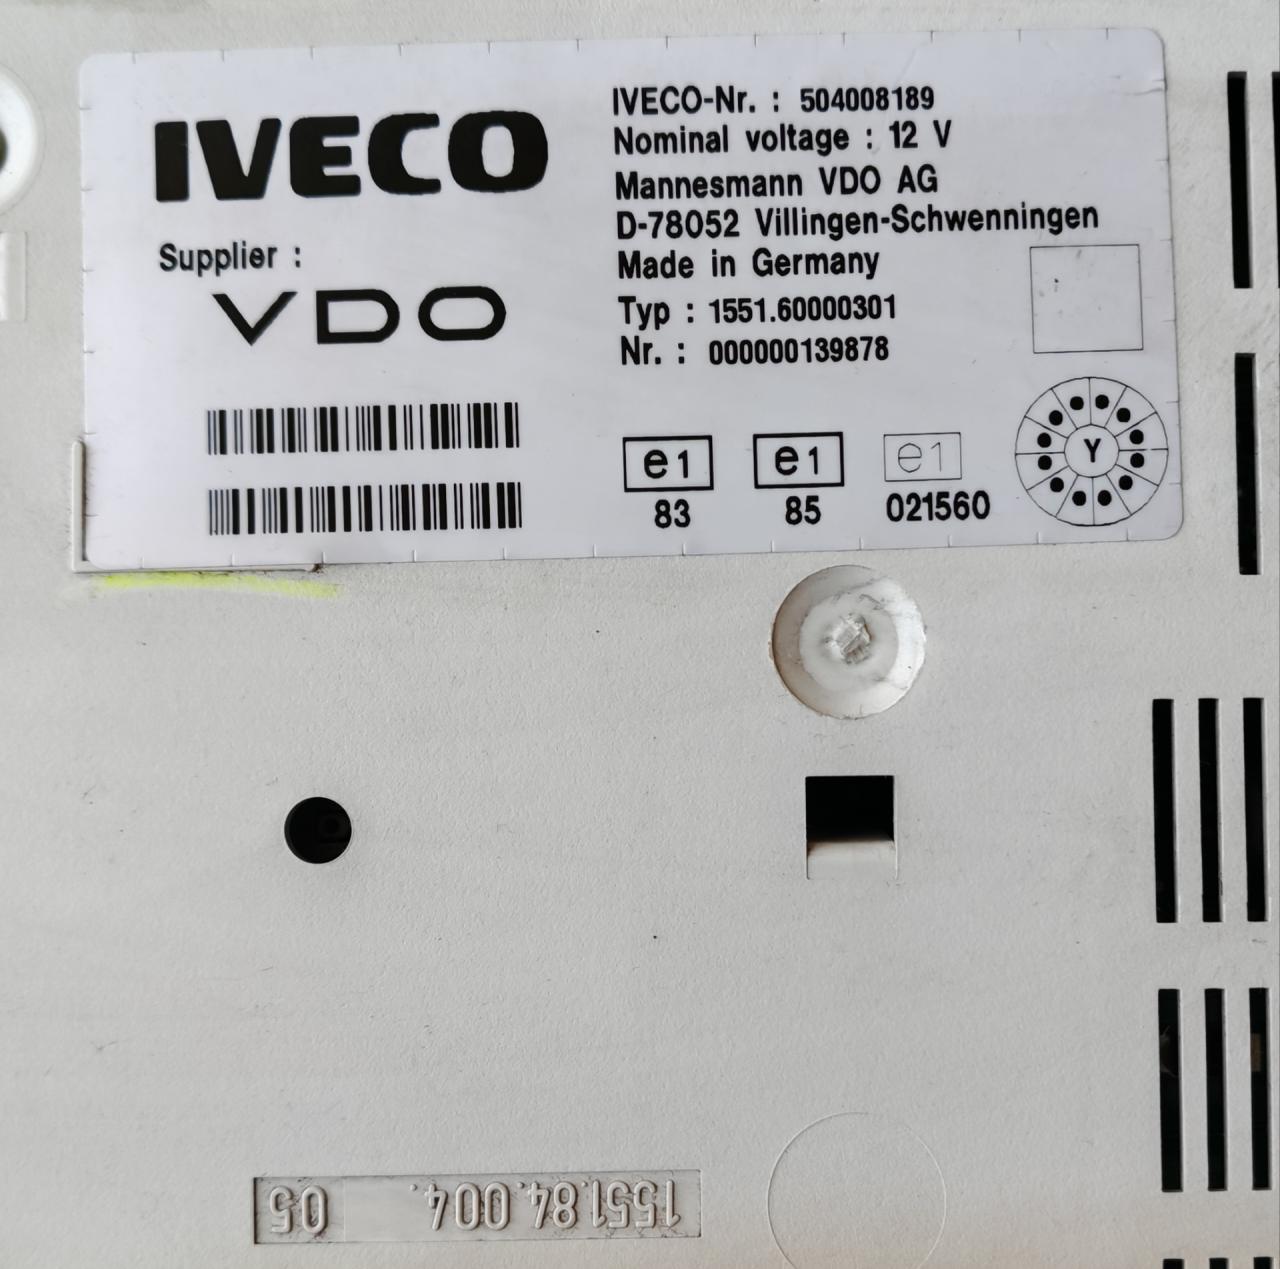 IVECO
Supplier :
VDO
IVECO-Nr. : 504008189
Nominal voltage : 12 V
Mannesmann VDO AG
D-78052 Villingen-Schwenningen
Made in Germany
Typ : 1551.60000301
Nr. : 000000139878
e1
83
e1
85
e1
021560
Y
1551.84.004. 05